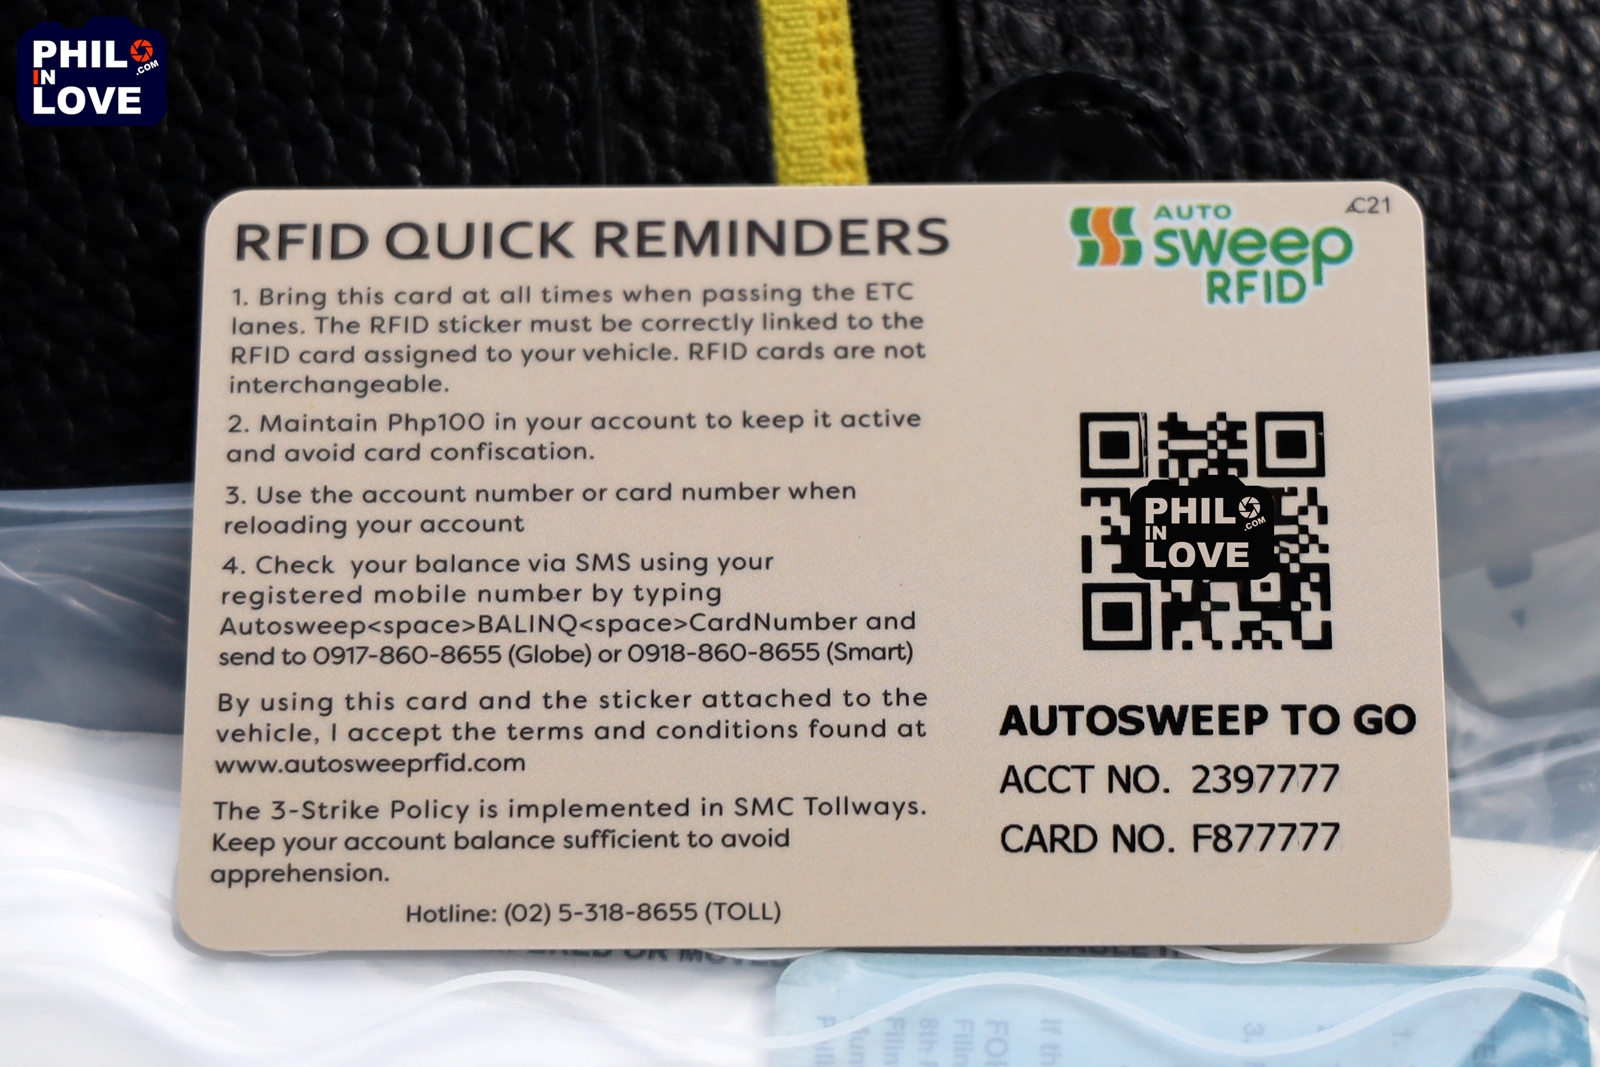 PHIL
IN
.COM
LOVE
RFID QUICK REMINDERS
1. Bring this card at all times when passing the ETC
lanes. The RFID sticker must be correctly linked to the
RFID card assigned to your vehicle. RFID cards are not
interchangeable.
2. Maintain Php100 in your account to keep it active
and avoid card confiscation.
3. Use the account number or card number when
reloading your account
4. Check your balance via SMS using your
registered mobile number by typing
Autosweep<space>BALINQ<space>CardNumber and
send to 0917-860-8655 (Globe) or 0918-860-8655 (Smart)
By using this card and the sticker attached to the
vehicle, I accept the terms and conditions found at
www.autosweeprfid.com
The 3-Strike Policy is implemented in SMC Tollways.
Keep your account balance sufficient to avoid
apprehension.
Hotline: (02) 5-318-8655 (TOLL)
C21
AUTO
sweep
RFID
PHIL
IN
.COM
LOVE
AUTOSWEEP TO GO
ACCT NO. 2397777
CARD NO. F877777
OR